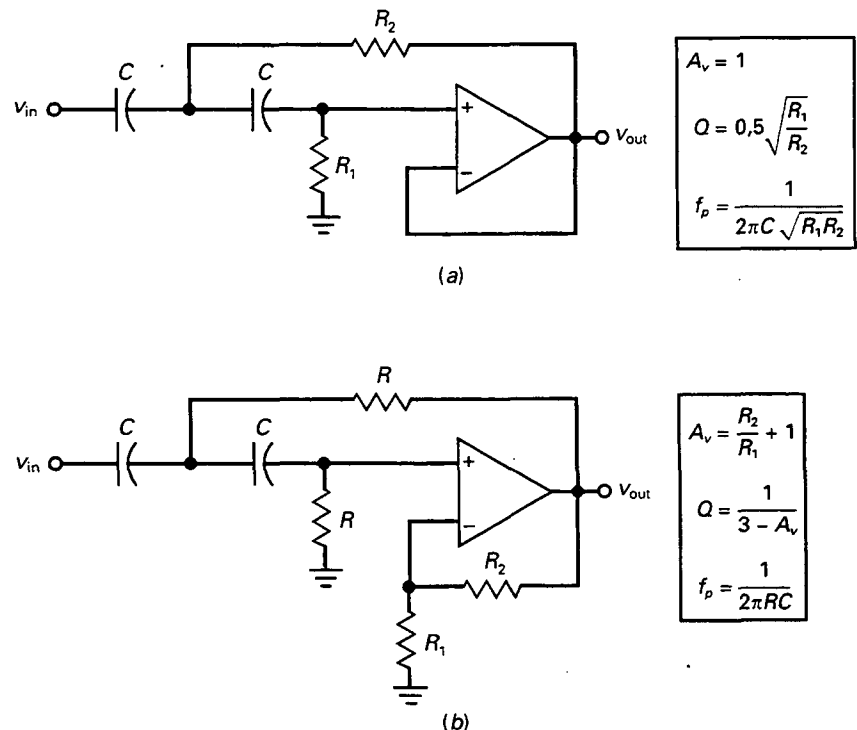 R₂
C
C
v_in
+
−
v_out
R₁
(a)
A_v = 1
Q = 0,5 √(R₁/R₂)
f_p = 1/(2πC √(R₁R₂))
R
C
C
v_in
+
−
v_out
R
R₂
R₁
(b)
A_v = R₂/R₁ + 1
Q = 1/(3 − A_v)
f_p = 1/(2πRC)